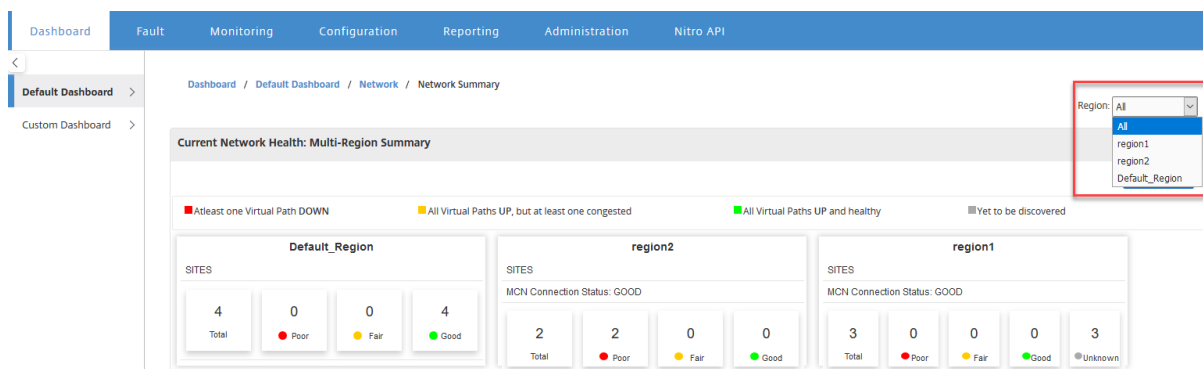 Dashboard Fault Monitoring Configuration Reporting Administration Nitro API
Default Dashboard
Custom Dashboard
Dashboard / Default Dashboard / Network / Network Summary
Region: All
All
region1
region2
Default_Region
Current Network Health: Multi-Region Summary
Atleast one Virtual Path DOWN All Virtual Paths UP, but at least one congested All Virtual Paths UP and healthy Yet to be discovered
Default_Region
SITES
4 0 0 4
Total Poor Fair Good
region2
SITES
MCN Connection Status: GOOD
2 2 0 0
Total Poor Fair Good
region1
SITES
MCN Connection Status: GOOD
3 0 0 0 3
Total Poor Fair Good Unknown